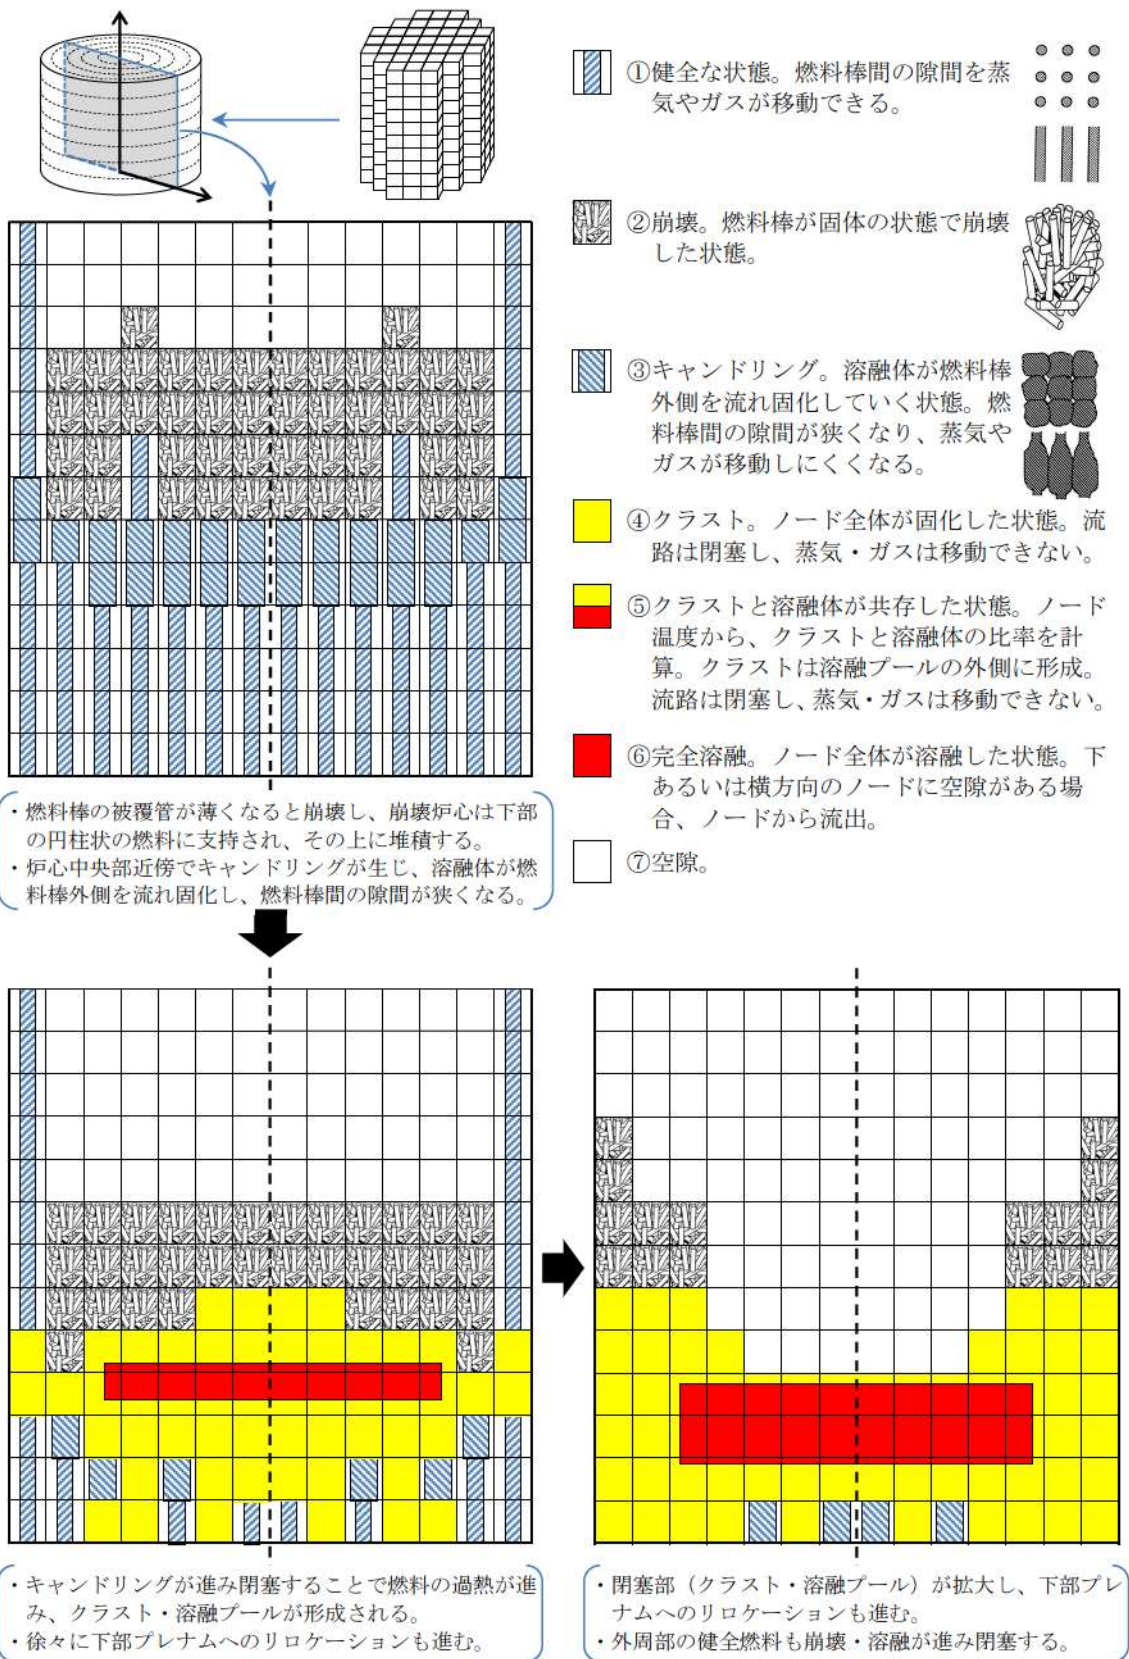 ①健全な状態。燃料棒間の隙間を蒸
気やガスが移動できる。
②崩壊。燃料棒が固体の状態で崩壊
した状態。
③キャンドリング。溶融体が燃料棒
外側を流れ固化していく状態。燃
料棒間の隙間が狭くなり、蒸気や
ガスが移動しにくくなる。
④クラスト。ノード全体が固化した状態。流
路は閉塞し、蒸気・ガスは移動できない。
⑤クラストと溶融体が共存した状態。ノード
温度から、クラストと溶融体の比率を計
算。クラストは溶融プールの外側に形成。
流路は閉塞し、蒸気・ガスは移動できない。
⑥完全溶融。ノード全体が溶融した状態。下
あるいは横方向のノードに空隙がある場
合、ノードから流出。
⑦空隙。
・燃料棒の被覆管が薄くなると崩壊し、崩壊炉心は下部
の円柱状の燃料に支持され、その上に堆積する。
・炉心中央部近傍でキャンドリングが生じ、溶融体が燃
料棒外側を流れ固化し、燃料棒間の隙間が狭くなる。
・キャンドリングが進み閉塞することで燃料の過熱が進
み、クラスト・溶融プールが形成される。
・徐々に下部プレナムへのリロケーションも進む。
・閉塞部（クラスト・溶融プール）が拡大し、下部プレ
ナムへのリロケーションも進む。
・外周部の健全燃料も崩壊・溶融が進み閉塞する。